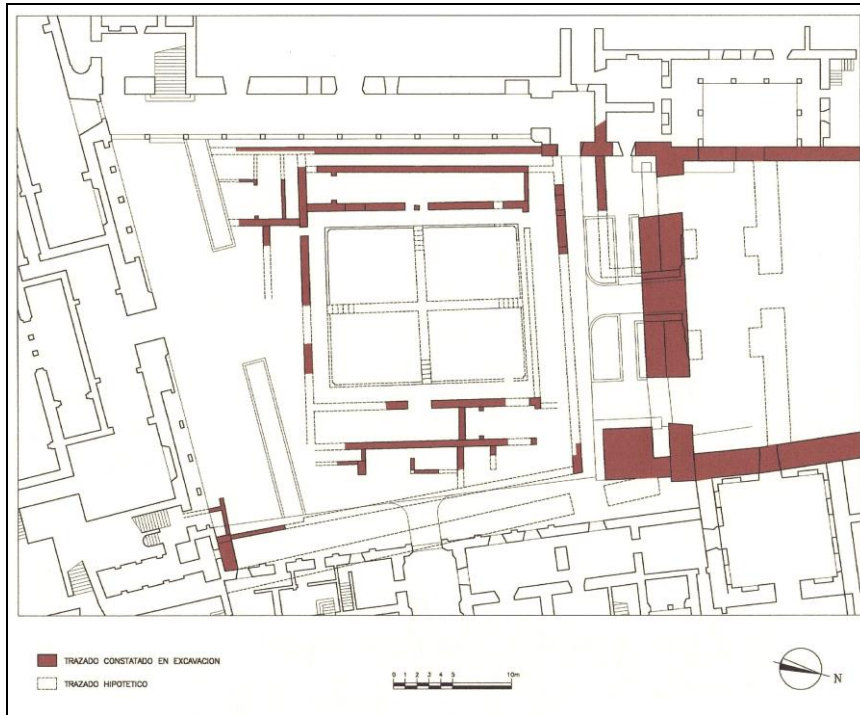 TRAZADO CONSTATADO EN EXCAVACION
TRAZADO HIPOTETICO
0 1 2 3 4 5 10m
N